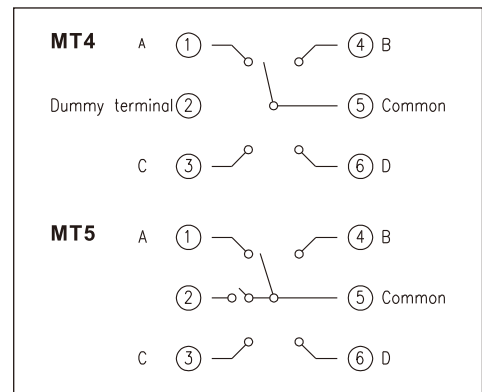 MT4 A 1 4 B
Dummy terminal 2 5 Common
C 3 6 D
MT5 A 1 4 B
2 5 Common
C 3 6 D